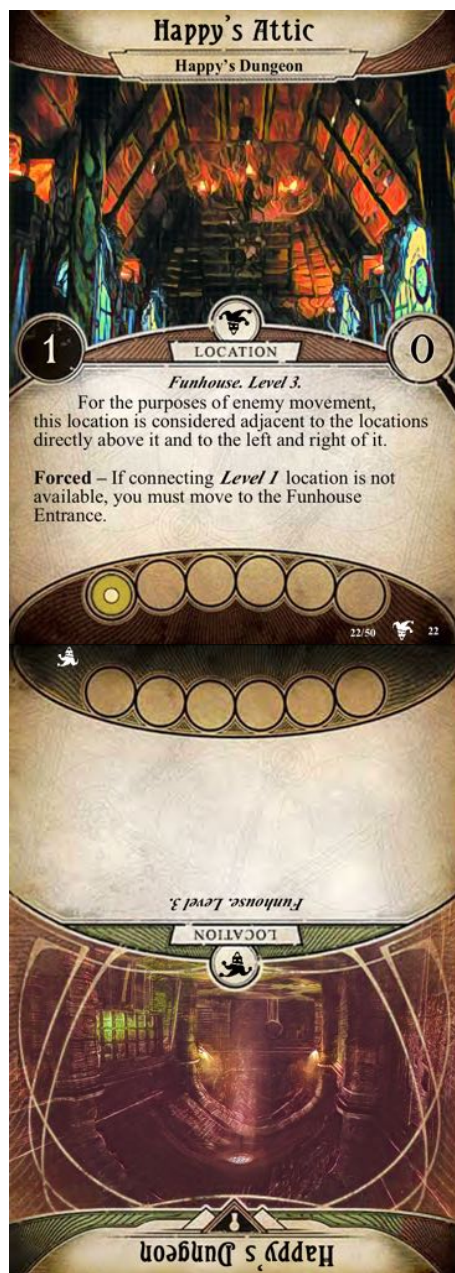 Happy's Attic
Happy's Dungeon
1
LOCATION
0
Funhouse. Level 3.
For the purposes of enemy movement,
this location is considered adjacent to the locations
directly above it and to the left and right of it.
Forced – If connecting Level 1 location is not
available, you must move to the Funhouse
Entrance.
22/50 22
Funhouse. Level 3.
LOCATION
Happy's Dungeon